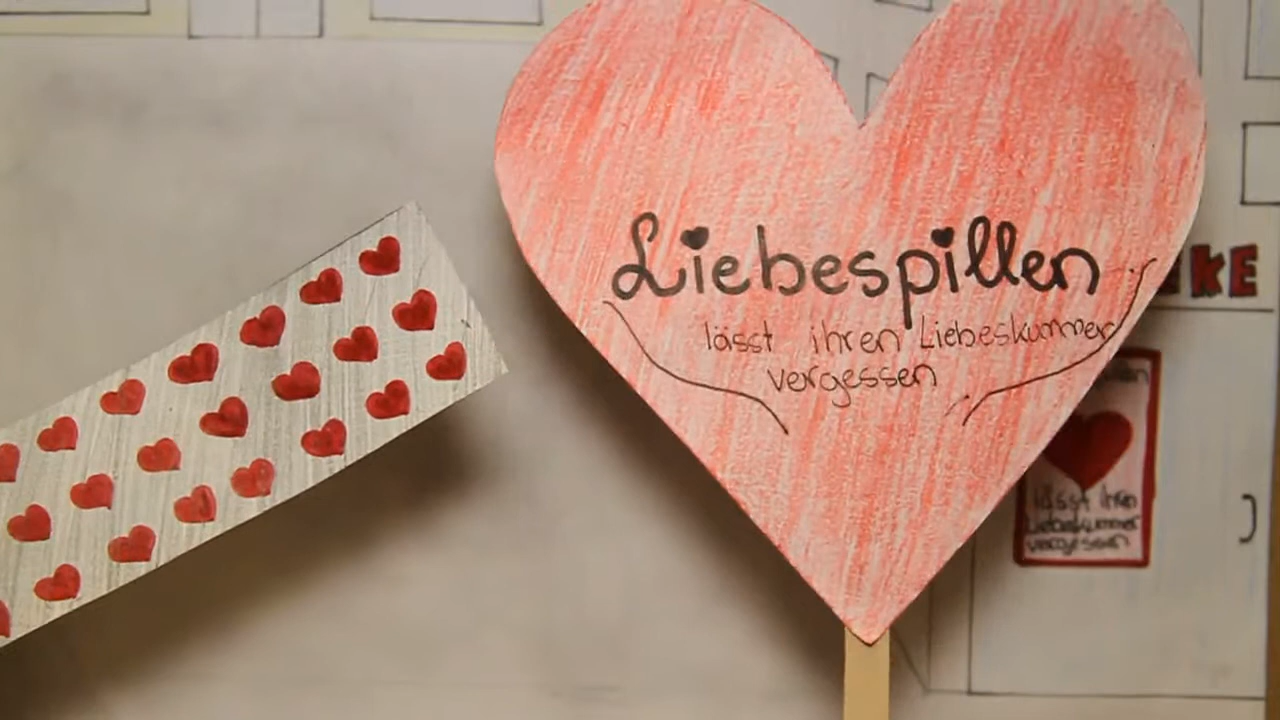 Liebespillen
lässt ihren Liebeskummer
vergessen
KE
lässt ihren
Liebeskummer
vergessen